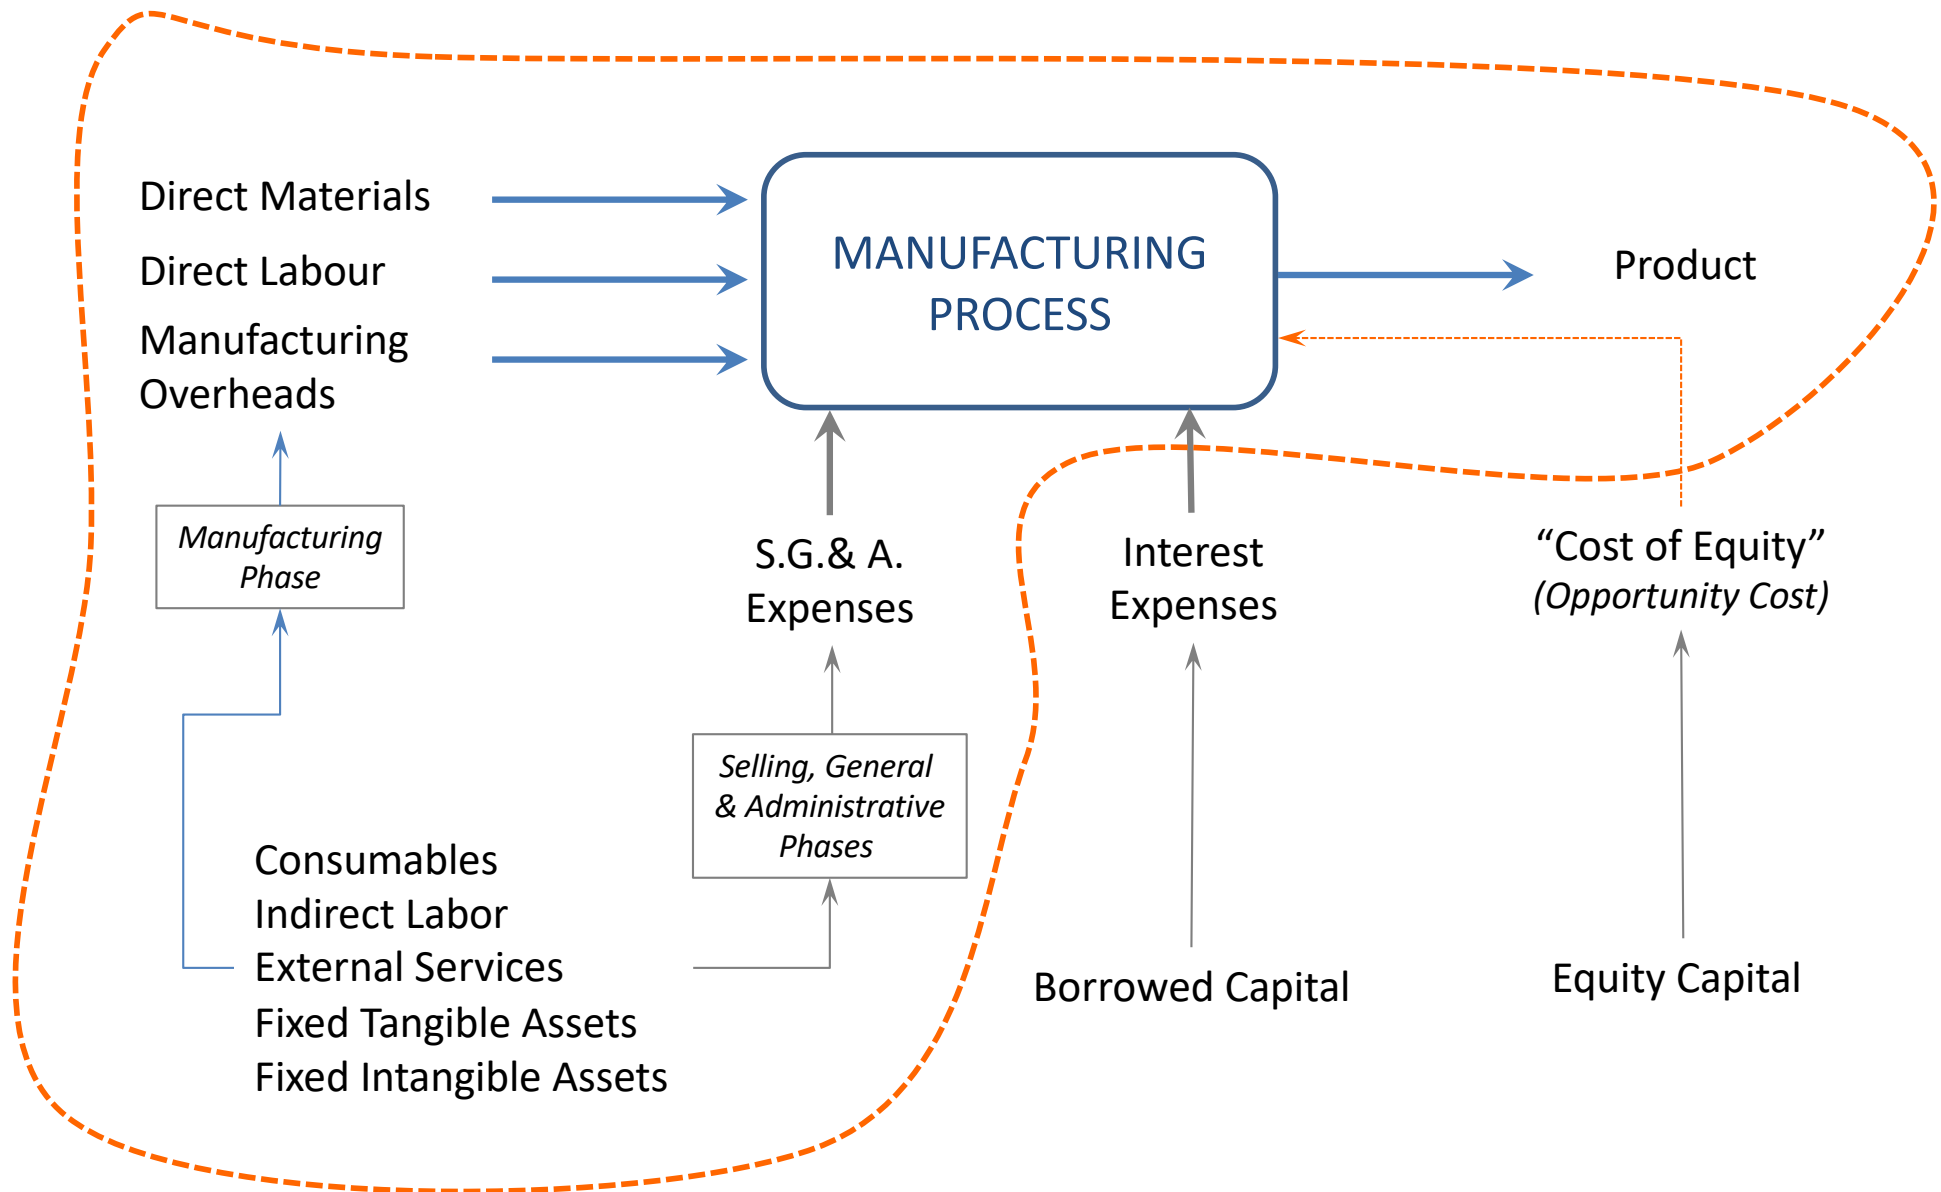 Direct Materials
Direct Labour
Manufacturing
Overheads
MANUFACTURING
PROCESS
Product
Manufacturing
Phase
S.G.& A.
Expenses
Interest
Expenses
“Cost of Equity”
(Opportunity Cost)
Selling, General
& Administrative
Phases
Consumables
Indirect Labor
External Services
Fixed Tangible Assets
Fixed Intangible Assets
Borrowed Capital
Equity Capital